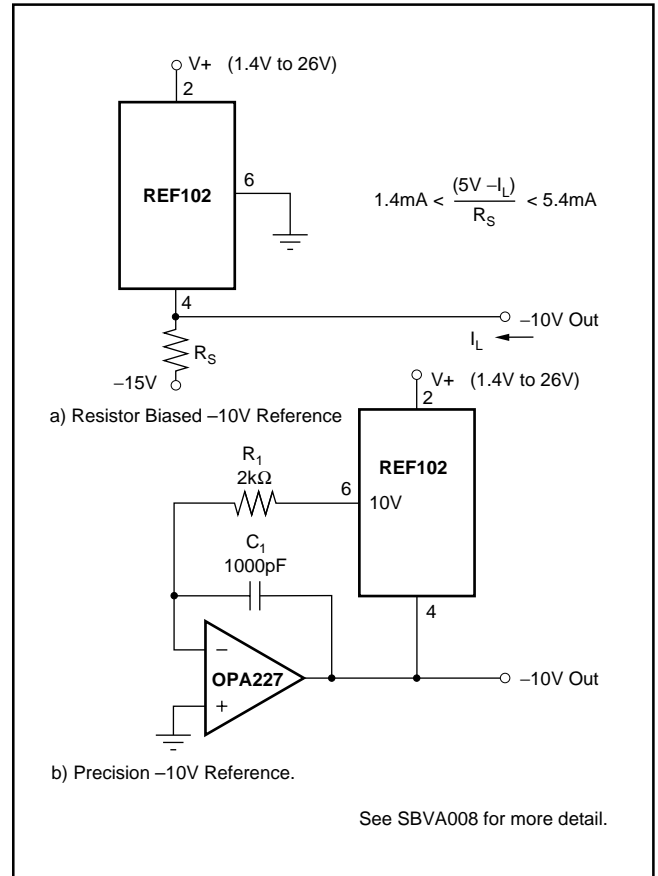 V+ (1.4V to 26V)
2
REF102
6
1.4mA < (5V –I_L) / R_S < 5.4mA
4
–10V Out
I_L
R_S
–15V
a) Resistor Biased –10V Reference
V+ (1.4V to 26V)
2
REF102
R_1
2kΩ
6
10V
C_1
1000pF
4
–
OPA227
+
–10V Out
b) Precision –10V Reference.
See SBVA008 for more detail.